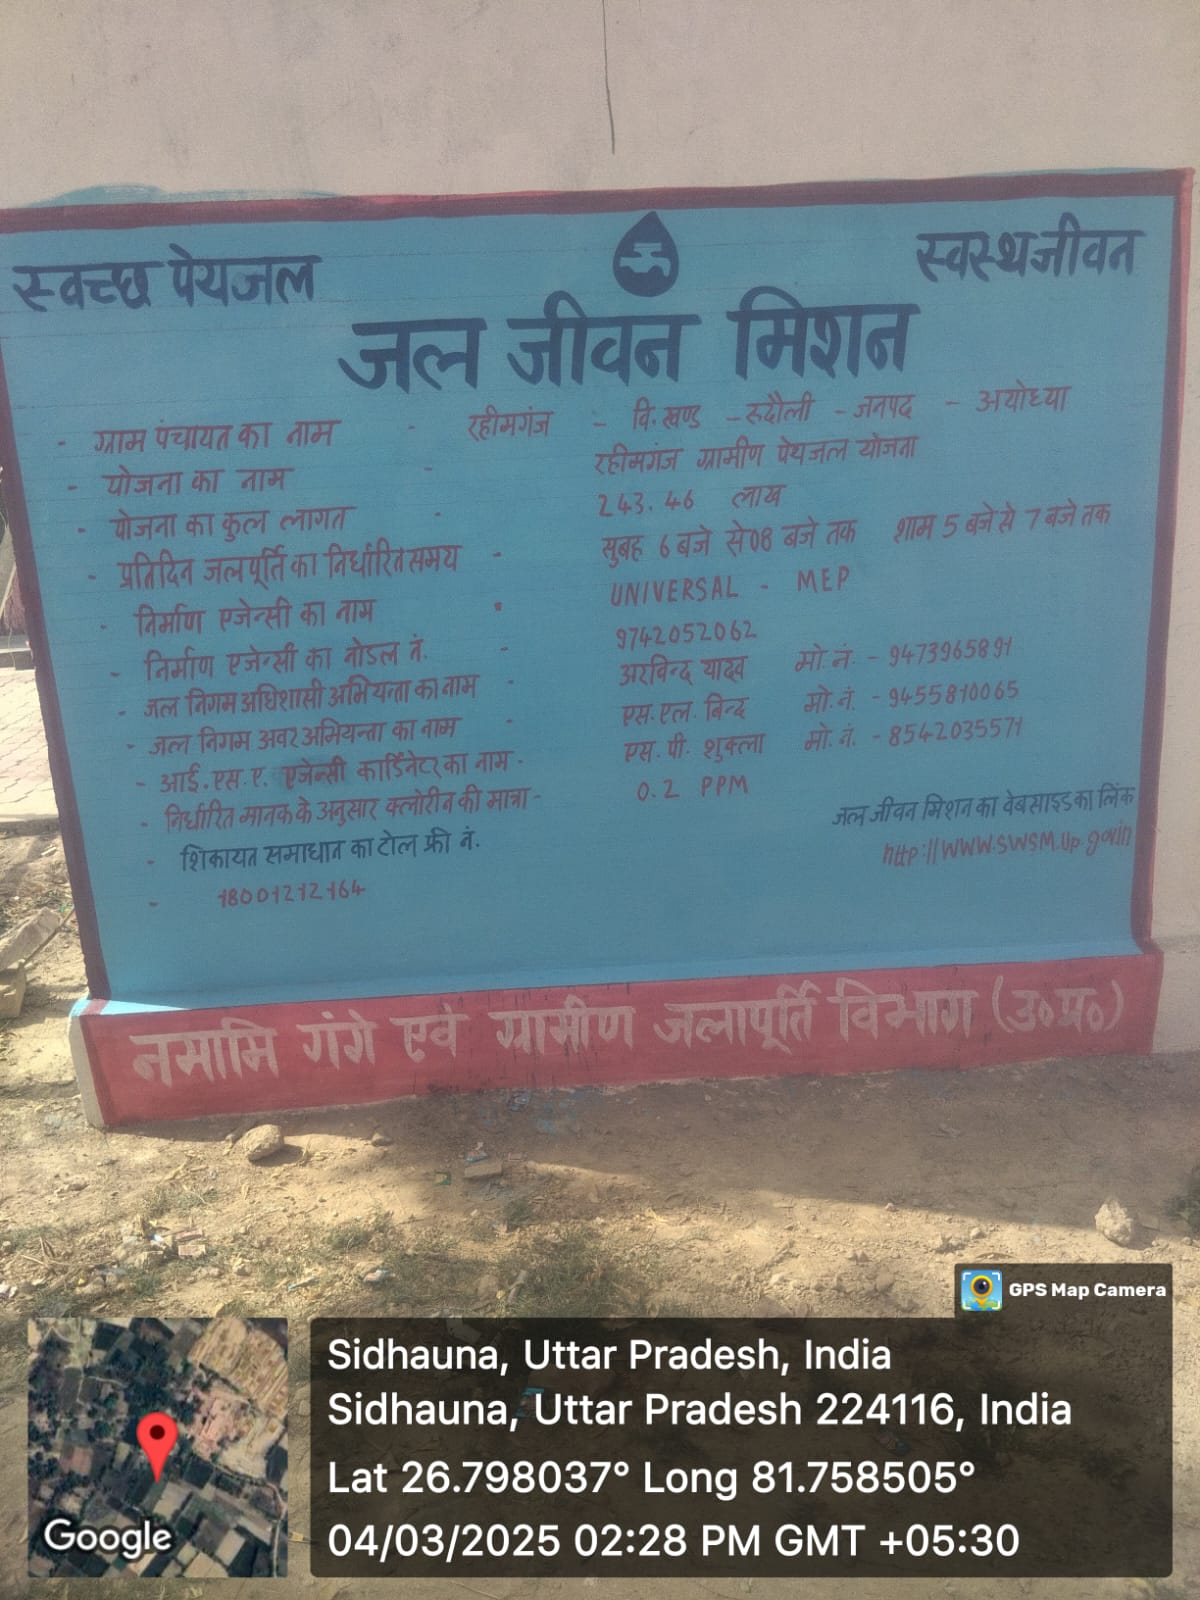 स्वच्छ पेयजल
स्वस्थ जीवन
जल जीवन मिशन
- ग्राम पंचायत का नाम - रहीमगंज - वि.खण्ड - रुदौली - जनपद - अयोध्या
- योजना का नाम - रहीमगंज ग्रामीण पेयजल योजना
- योजना का कुल लागत - 243.46 लाख
- प्रतिदिन जलपूर्ति का निर्धारित समय - सुबह 6 बजे से 08 बजे तक शाम 5 बजे से 7 बजे तक
- निर्माण एजेन्सी का नाम - UNIVERSAL - MEP
- निर्माण एजेन्सी का नोडल नं. - 9742052062
- जल निगम अधिशासी अभियन्ता का नाम - अरविन्द यादव मो.नं. - 9473965891
- जल निगम अवर अभियन्ता का नाम - एस.एल. बिन्द मो.नं. - 9455810065
- आई.एस.ए. एजेन्सी कार्डिनेटर का नाम - एस.पी. शुक्ला मो.नं. - 8542035571
- निर्धारित मानक के अनुसार क्लोरीन की मात्रा - 0.2 PPM
- शिकायत समाधान का टोल फ्री नं.
- 18001212164
जल जीवन मिशन का वेबसाइड का लिंक
http://www.swsm.up.gov.in
नमामि गंगे एवं ग्रामीण जलापूर्ति विभाग (उ०प्र०)
GPS Map Camera
Sidhauna, Uttar Pradesh, India
Sidhauna, Uttar Pradesh 224116, India
Lat 26.798037° Long 81.758505°
04/03/2025 02:28 PM GMT +05:30
Google